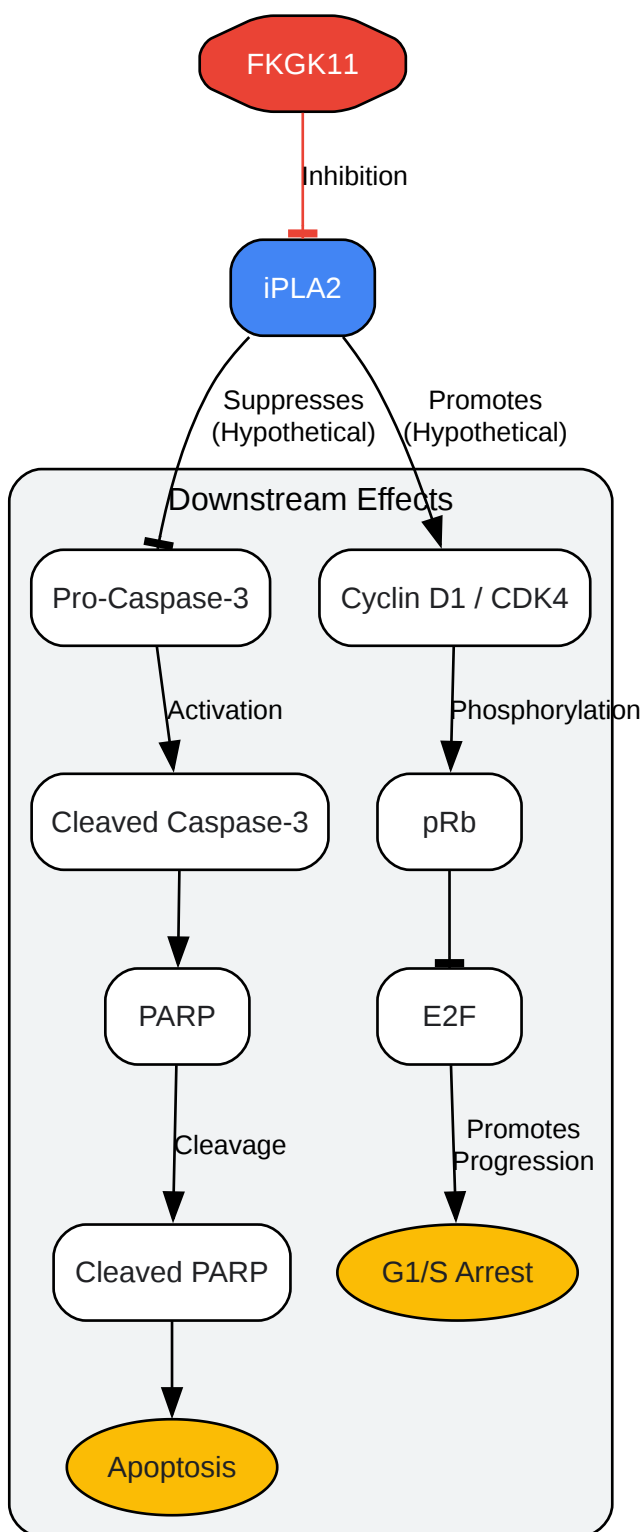 FKGK11
Inhibition
iPLA2
Suppresses
(Hypothetical)
Promotes
(Hypothetical)
Downstream Effects
Pro-Caspase-3
Cyclin D1 / CDK4
Activation
Phosphorylation
Cleaved Caspase-3
pRb
PARP
E2F
Cleavage
Promotes
Progression
Cleaved PARP
G1/S Arrest
Apoptosis